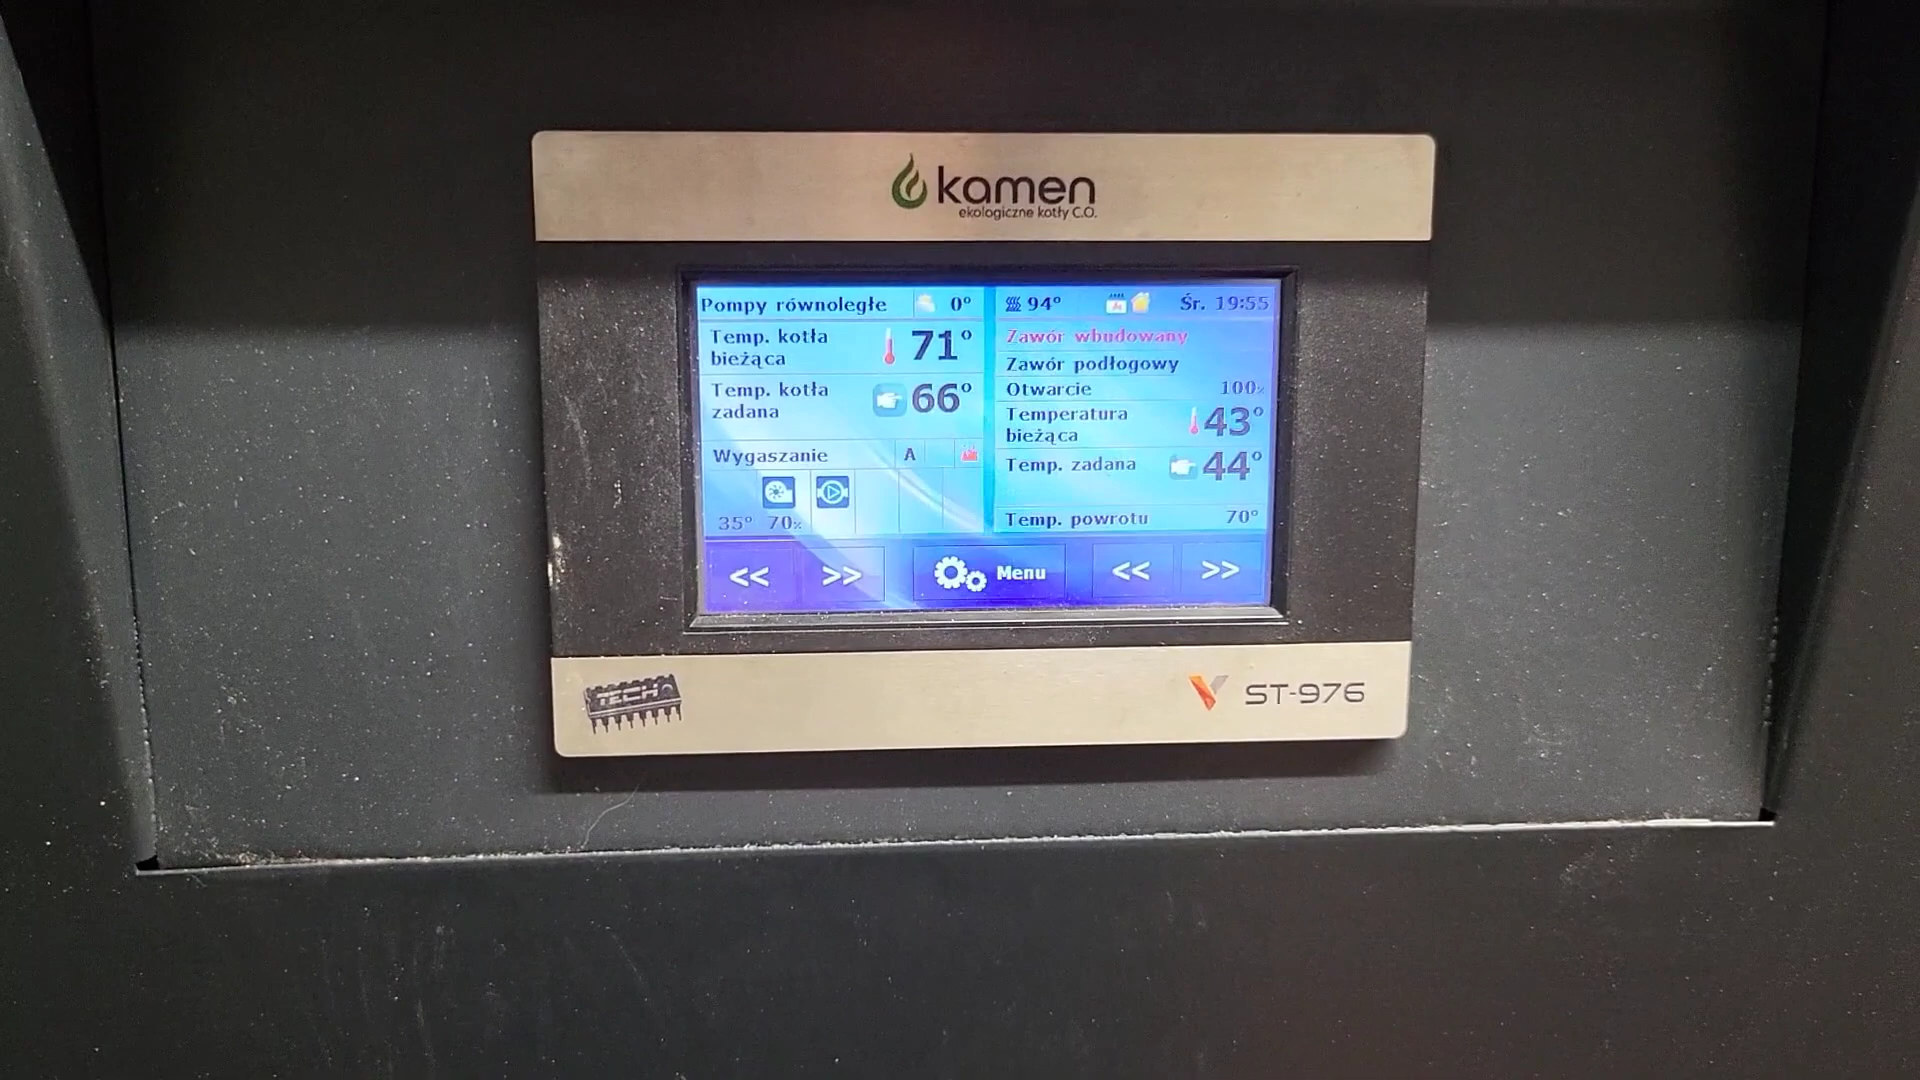 kamen
ekologiczne kotły C.O.
Pompy równoległe 0°
Temp. kotła
bieżąca 71°
Temp. kotła
zadana 66°
Wygaszanie A
35° 70%
94° Śr. 19:55
Zawór wbudowany
Zawór podłogowy
Otwarcie 100%
Temperatura
bieżąca 43°
Temp. zadana 44°
Temp. powrotu 70°
<< >> Menu << >>
TECH
ST-976